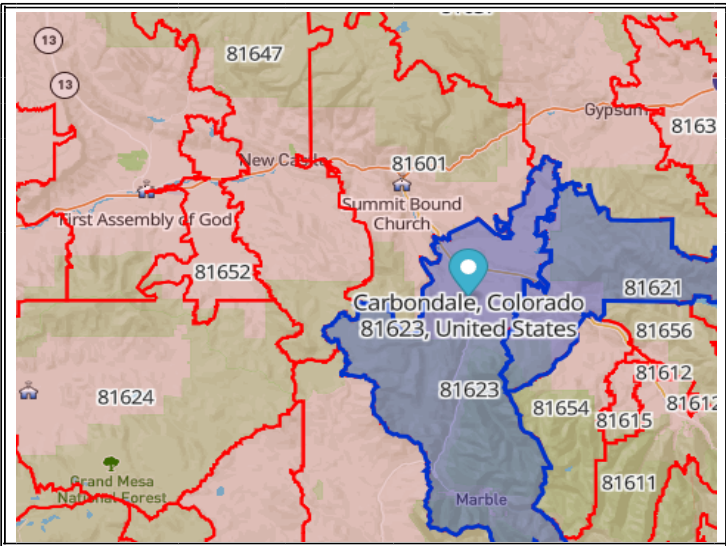 13
81647
13
Gypsum
8163
New Castle
81601
Summit Bound
Church
First Assembly of God
81652
81621
Carbondale, Colorado
81623, United States
81656
81612
81623
81624
81654
81612
81615
Grand Mesa
National Forest
81611
Marble